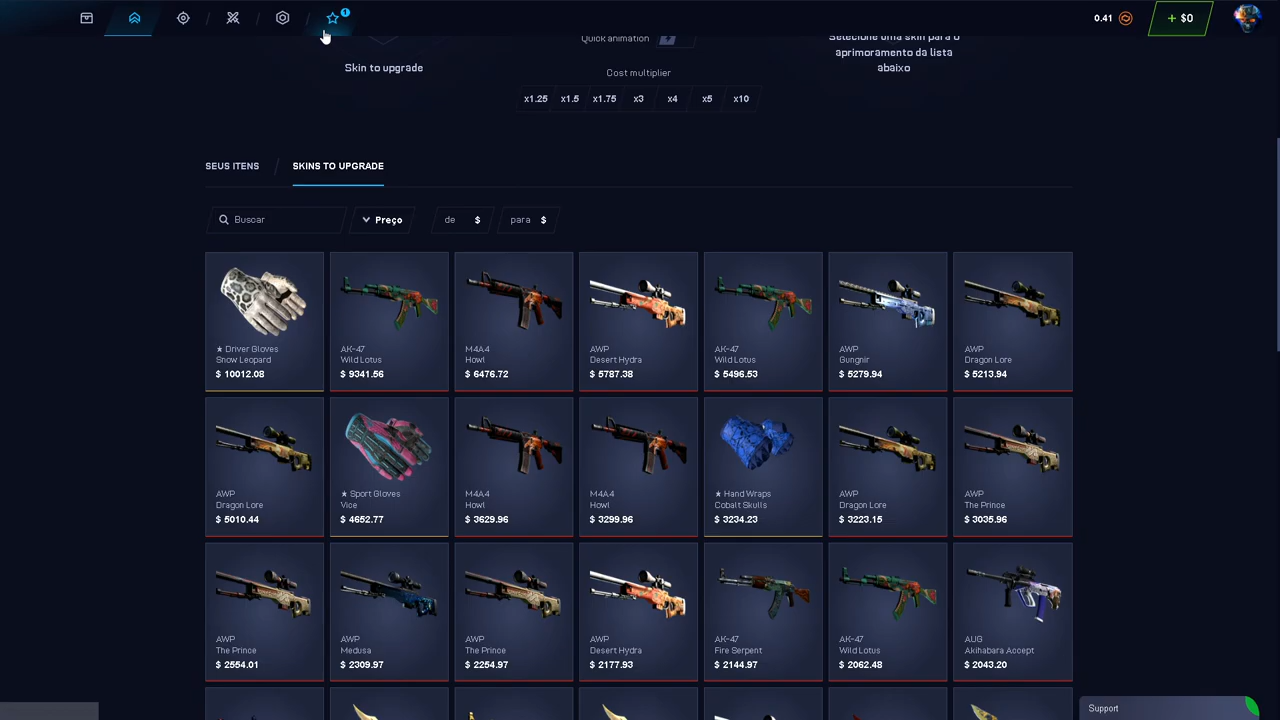 1
0.41
+ $0
Quick animation
Selecione uma skin para o
aprimoramento da lista
abaixo
Skin to upgrade
Cost multiplier
x1.25 x1.5 x1.75 x3 x4 x5 x10
SEUS ITENS / SKINS TO UPGRADE
Buscar Preço de $ para $
★ Driver Gloves
Snow Leopard
$ 10012.08
AK-47
Wild Lotus
$ 9341.56
M4A4
Howl
$ 6476.72
AWP
Desert Hydra
$ 5787.38
AK-47
Wild Lotus
$ 5496.53
AWP
Gungnir
$ 5279.94
AWP
Dragon Lore
$ 5213.94
AWP
Dragon Lore
$ 5010.44
★ Sport Gloves
Vice
$ 4652.77
M4A4
Howl
$ 3629.96
M4A4
Howl
$ 3299.96
★ Hand Wraps
Cobalt Skulls
$ 3234.23
AWP
Dragon Lore
$ 3223.15
AWP
The Prince
$ 3035.96
AWP
The Prince
$ 2554.01
AWP
Medusa
$ 2309.97
AWP
The Prince
$ 2254.97
AWP
Desert Hydra
$ 2177.93
AK-47
Fire Serpent
$ 2144.97
AK-47
Wild Lotus
$ 2062.48
AUG
Akihabara Accept
$ 2043.20
Support